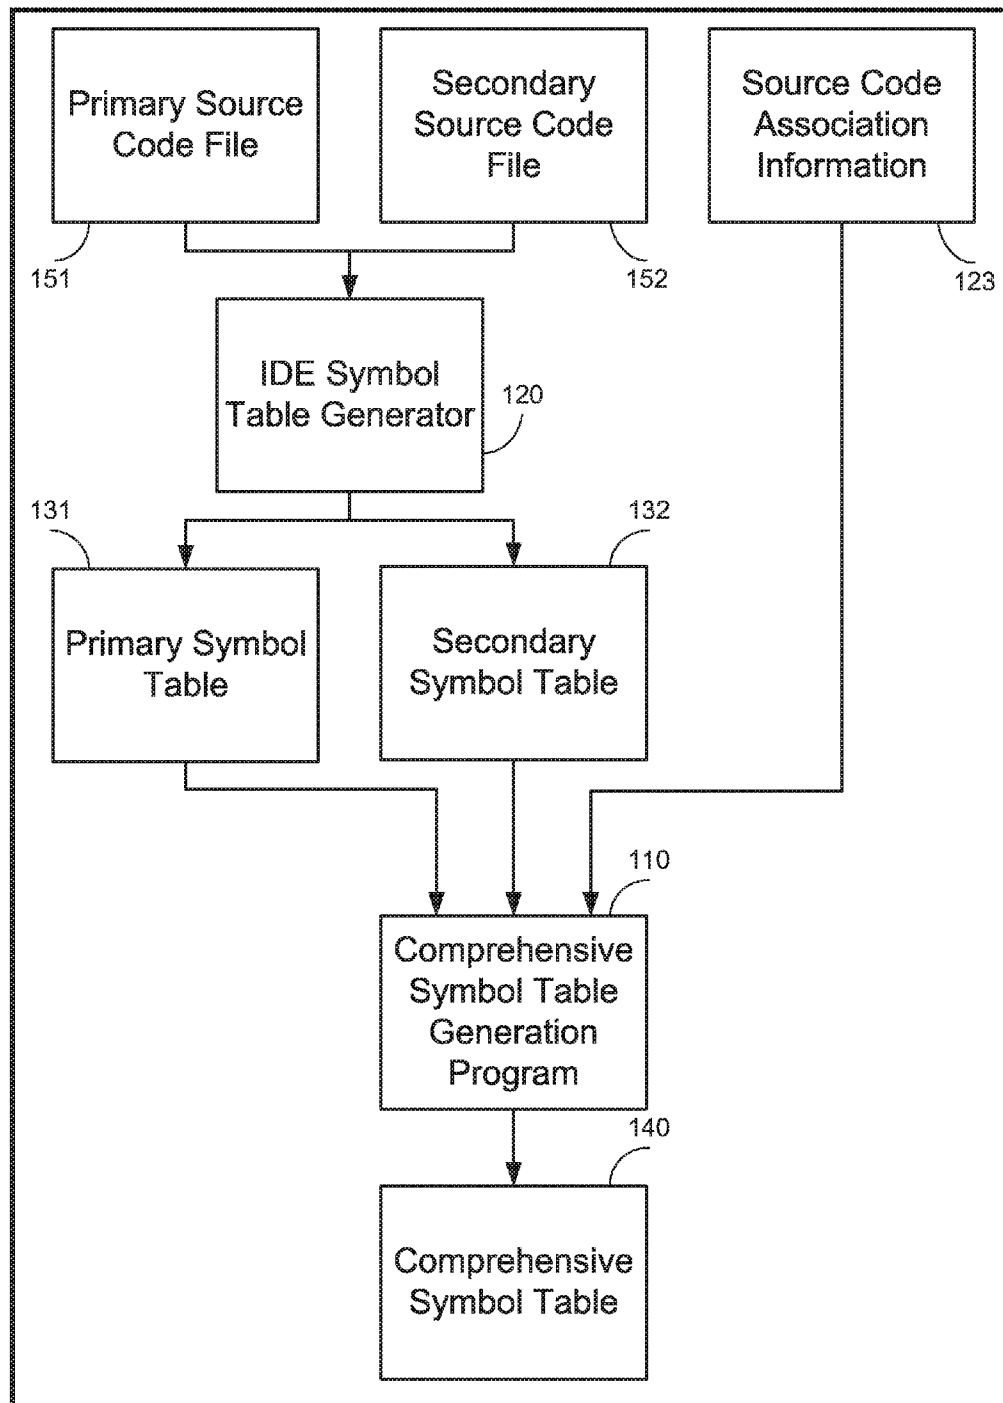 Primary Source
Code File
151
Secondary
Source Code
File
152
Source Code
Association
Information
123
IDE Symbol
Table Generator
120
131
Primary Symbol
Table
132
Secondary
Symbol Table
110
Comprehensive
Symbol Table
Generation
Program
140
Comprehensive
Symbol Table